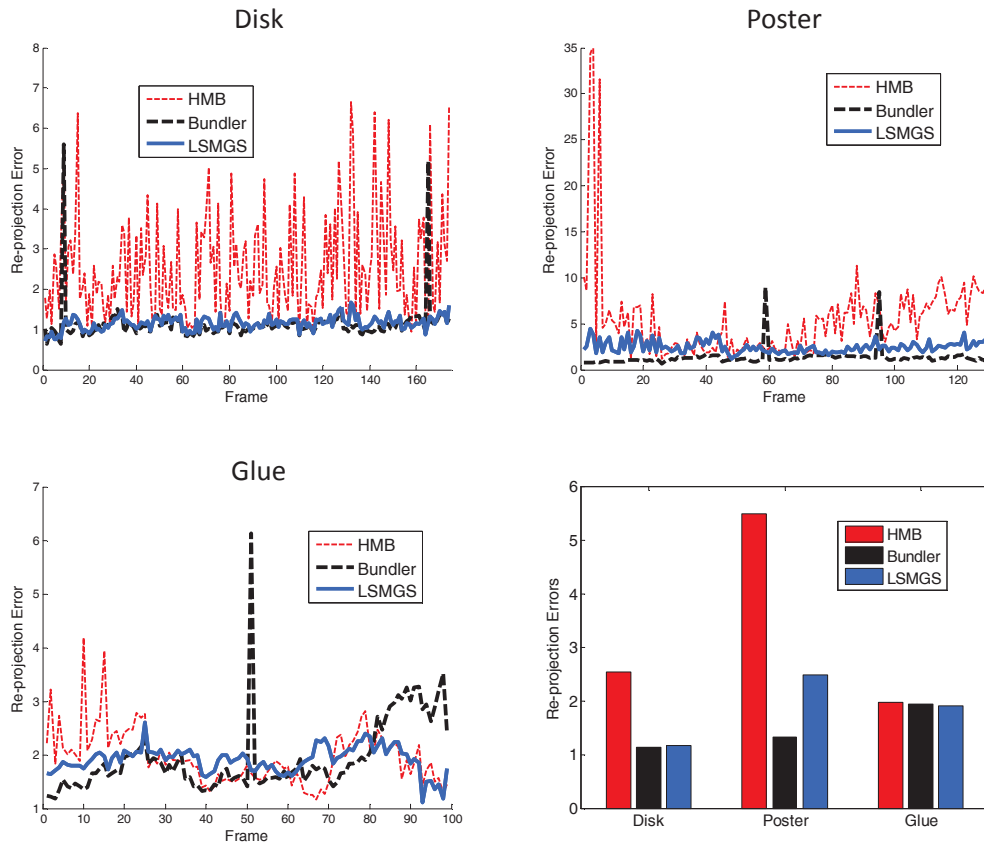 Disk
8
7
6
5
4
3
2
1
0
Re-projection Error
HMB
Bundler
LSMGS
0 20 40 60 80 100 120 140 160
Frame
Poster
35
30
25
20
15
10
5
0
Re-projection Error
HMB
Bundler
LSMGS
0 20 40 60 80 100 120
Frame
Glue
7
6
5
4
3
2
1
Re-projection Error
HMB
Bundler
LSMGS
0 10 20 30 40 50 60 70 80 90 100
Frame
6
5
4
3
2
1
0
Re-projection Errors
HMB
Bundler
LSMGS
Disk Poster Glue